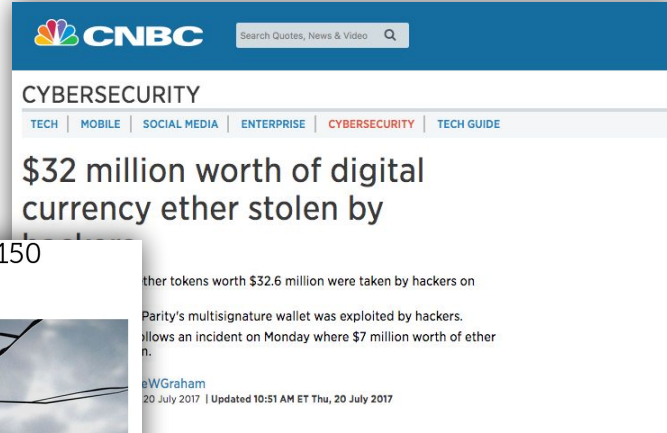 CNBC
Search Quotes, News & Video
CYBERSECURITY
TECH | MOBILE | SOCIAL MEDIA | ENTERPRISE | CYBERSECURITY | TECH GUIDE
$32 million worth of digital
currency ether stolen by
hackers
150
ther tokens worth $32.6 million were taken by hackers on
Parity's multisignature wallet was exploited by hackers.
llows an incident on Monday where $7 million worth of ether
n.
eWGraham
20 July 2017 | Updated 10:51 AM ET Thu, 20 July 2017